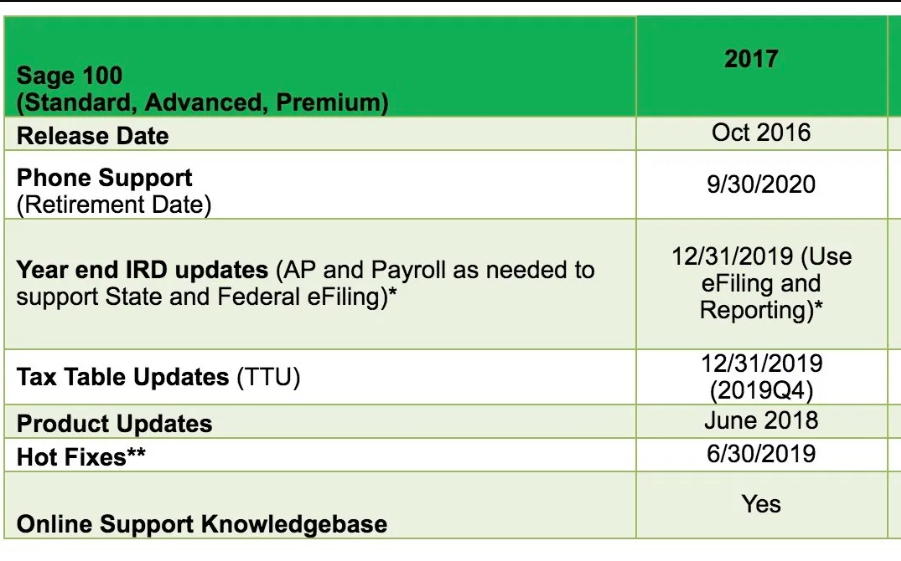 Sage 100
(Standard, Advanced, Premium)
2017
Release Date
Oct 2016
Phone Support
(Retirement Date)
9/30/2020
Year end IRD updates (AP and Payroll as needed to
support State and Federal eFiling)*
12/31/2019 (Use
eFiling and
Reporting)*
Tax Table Updates (TTU)
12/31/2019
(2019Q4)
Product Updates
June 2018
Hot Fixes**
6/30/2019
Online Support Knowledgebase
Yes